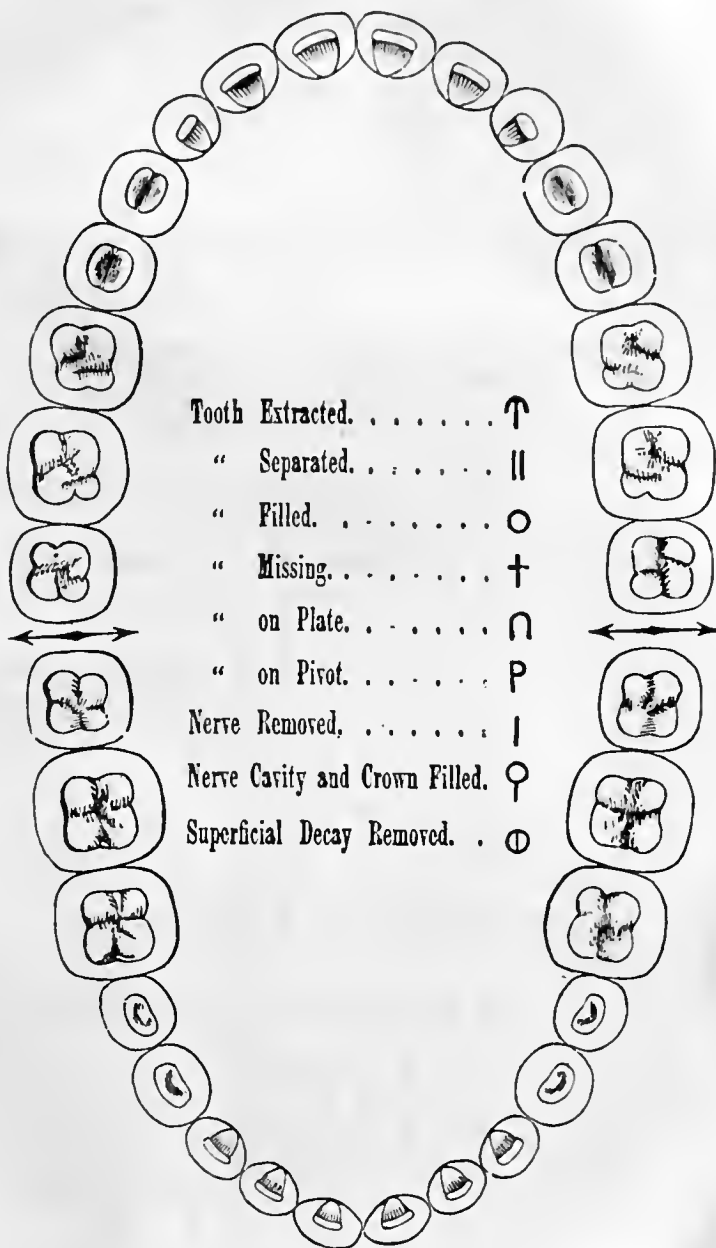 Tooth Extracted. . . . . . . ↑
“ Separated. . . . . . . ||
“ Filled. . . . . . . . O
“ Missing. . . . . . . †
“ on Plate. . . . . . . ∩
“ on Pivot. . . . . . . P
Nerve Removed, . . . . . . |
Nerve Cavity and Crown Filled. ⚲
Superficial Decay Removed. . ⦶